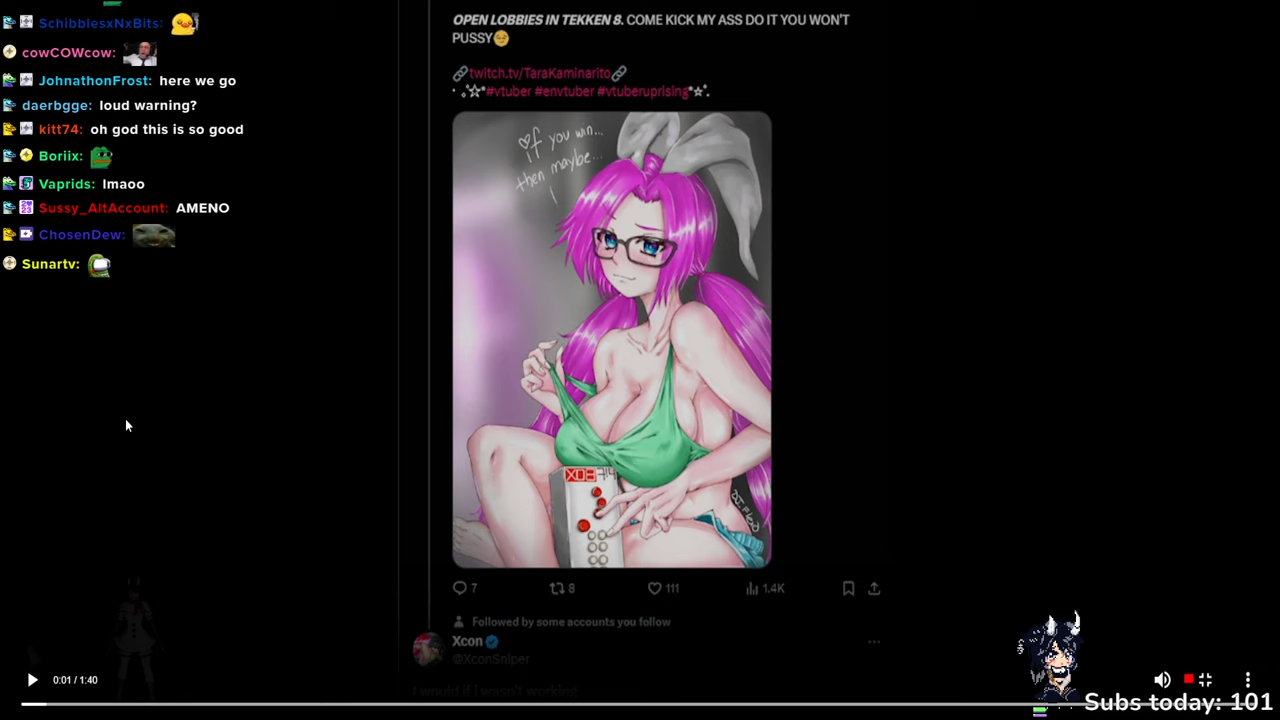 SchibblesxNxBits:
cowCOWcow:
JohnathonFrost: here we go
daerbgge: loud warning?
kitt74: oh god this is so good
Boriix:
Vaprids: lmaoo
Sussy_AltAccount: AMENO
ChosenDew:
Sunartv:
OPEN LOBBIES IN TEKKEN 8. COME KICK MY ASS DO IT YOU WON'T
PUSSY
twitch.tv/TaraKaminarito
#vtuber #envtuber #vtuberuprising
if you win...
then maybe...
7
8
111
1.4K
Followed by some accounts you follow
Xcon
@XconSniper
I would if i wasn't working
0:01 / 1:40
Subs today: 101